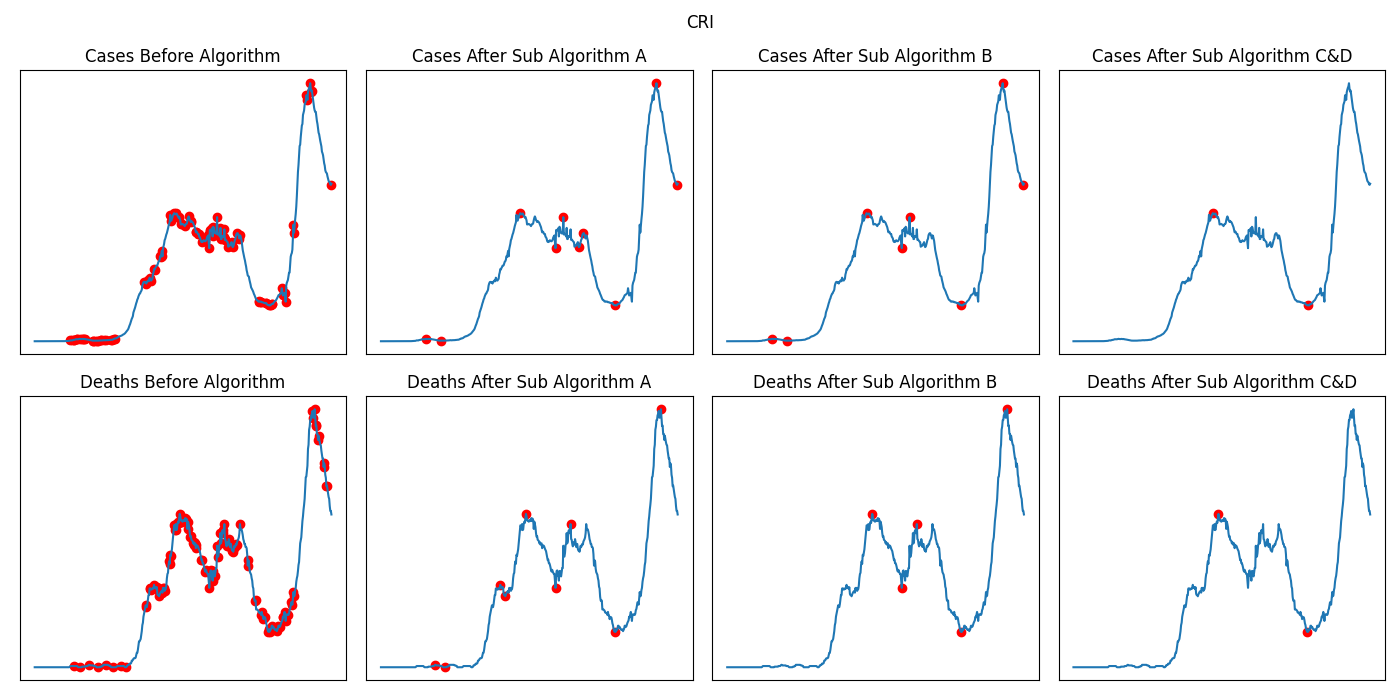 CRI
Cases Before Algorithm
Cases After Sub Algorithm A
Cases After Sub Algorithm B
Cases After Sub Algorithm C&D
Deaths Before Algorithm
Deaths After Sub Algorithm A
Deaths After Sub Algorithm B
Deaths After Sub Algorithm C&D